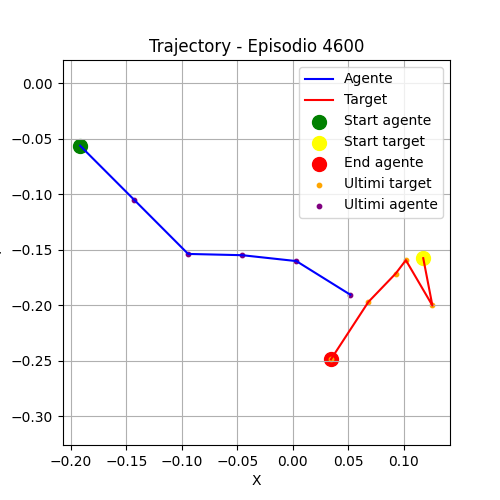 Trajectory - Episodio 4600
0.00
−0.05
−0.10
−0.15
−0.20
−0.25
−0.30
Agente
Target
Start agente
Start target
End agente
Ultimi target
Ultimi agente
−0.20
−0.15
−0.10
−0.05
0.00
0.05
0.10
X